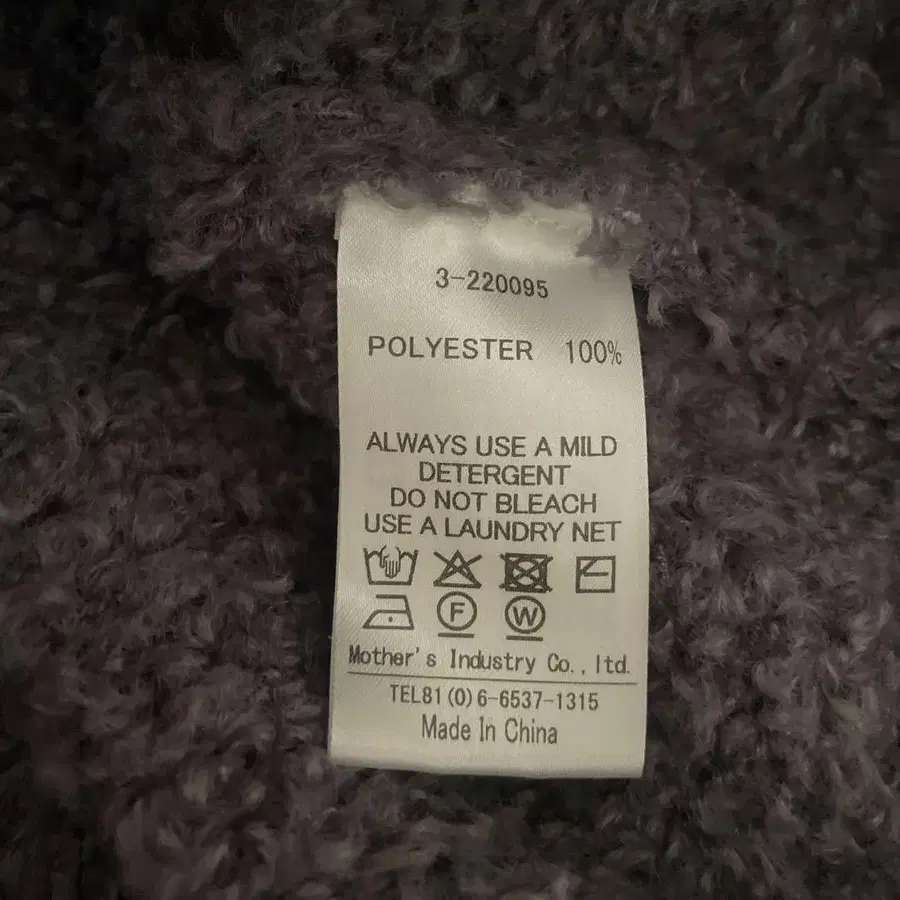 3-220095
POLYESTER 100%
ALWAYS USE A MILD
DETERGENT
DO NOT BLEACH
USE A LAUNDRY NET
F W
Mother's Industry Co., ltd.
TEL81(0)6-6537-1315
Made In China